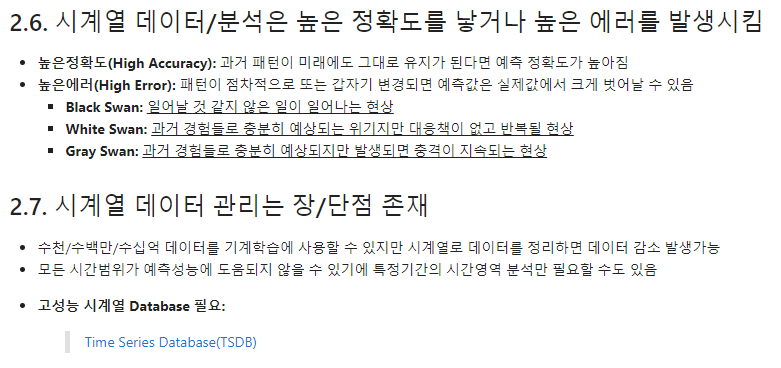 2.6. 시계열 데이터/분석은 높은 정확도를 낳거나 높은 에러를 발생시킴
높은정확도(High Accuracy): 과거 패턴이 미래에도 그대로 유지가 된다면 예측 정확도가 높아짐
높은에러(High Error): 패턴이 점차적으로 또는 갑자기 변경되면 예측값은 실제값에서 크게 벗어날 수 있음
Black Swan: 일어날 것 같지 않은 일이 일어나는 현상
White Swan: 과거 경험들로 충분히 예상되는 위기지만 대응책이 없고 반복될 현상
Gray Swan: 과거 경험들로 충분히 예상되지만 발생되면 충격이 지속되는 현상
2.7. 시계열 데이터 관리는 장/단점 존재
수천/수백만/수십억 데이터를 기계학습에 사용할 수 있지만 시계열로 데이터를 정리하면 데이터 감소 발생가능
모든 시간범위가 예측성능에 도움되지 않을 수 있기에 특정기간의 시간영역 분석만 필요할 수도 있음
고성능 시계열 Database 필요:
Time Series Database(TSDB)